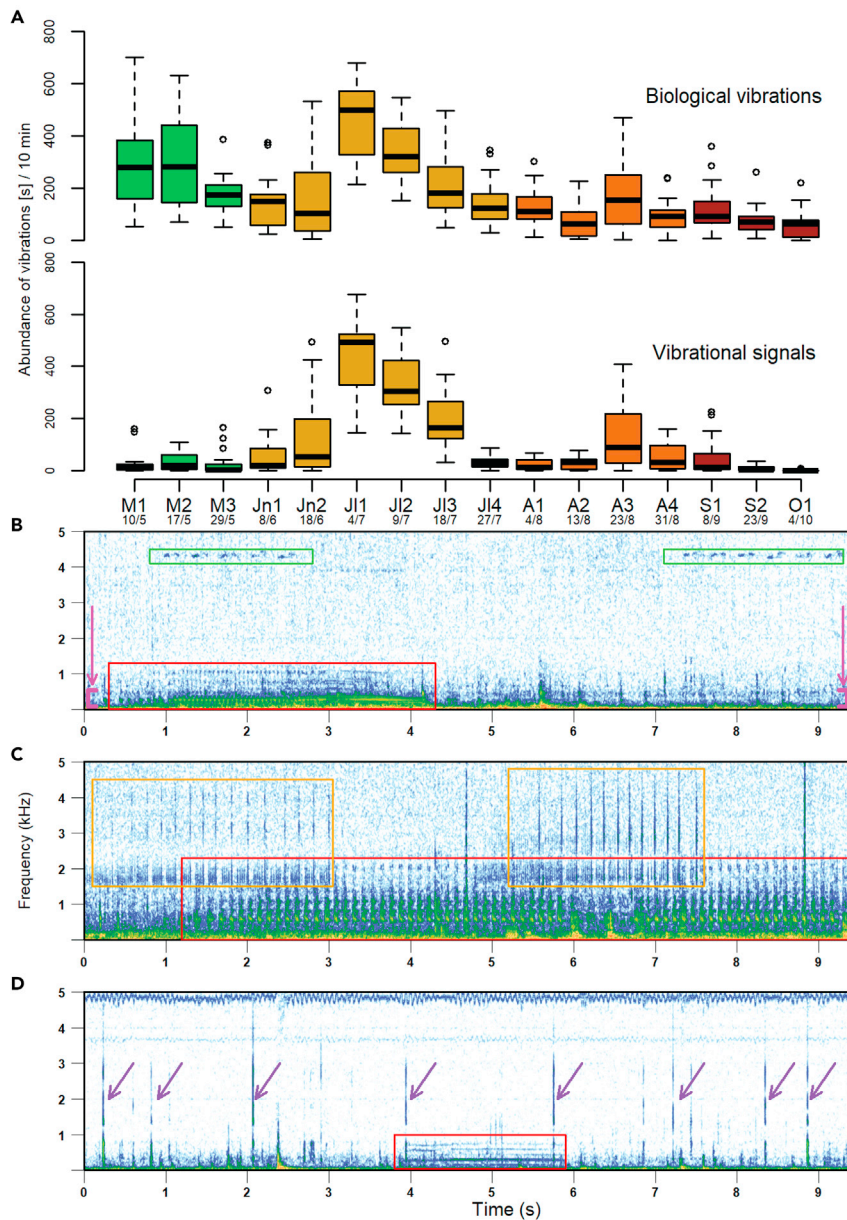 A
800
600
400
200
0
Biological vibrations
Abundance of vibrations [s] / 10 min
800
600
400
200
0
Vibrational signals
M1 M2 M3 Jn1 Jn2 Jl1 Jl2 Jl3 Jl4 A1 A2 A3 A4 S1 S2 O1
10/5 17/5 29/5 8/6 18/6 4/7 9/7 18/7 27/7 4/8 13/8 23/8 31/8 8/9 23/9 4/10
B
5
4
3
2
1
0 1 2 3 4 5 6 7 8 9
C
5
4
3
2
1
Frequency (kHz)
0 1 2 3 4 5 6 7 8 9
D
5
4
3
2
1
0 1 2 3 4 5 6 7 8 9
Time (s)